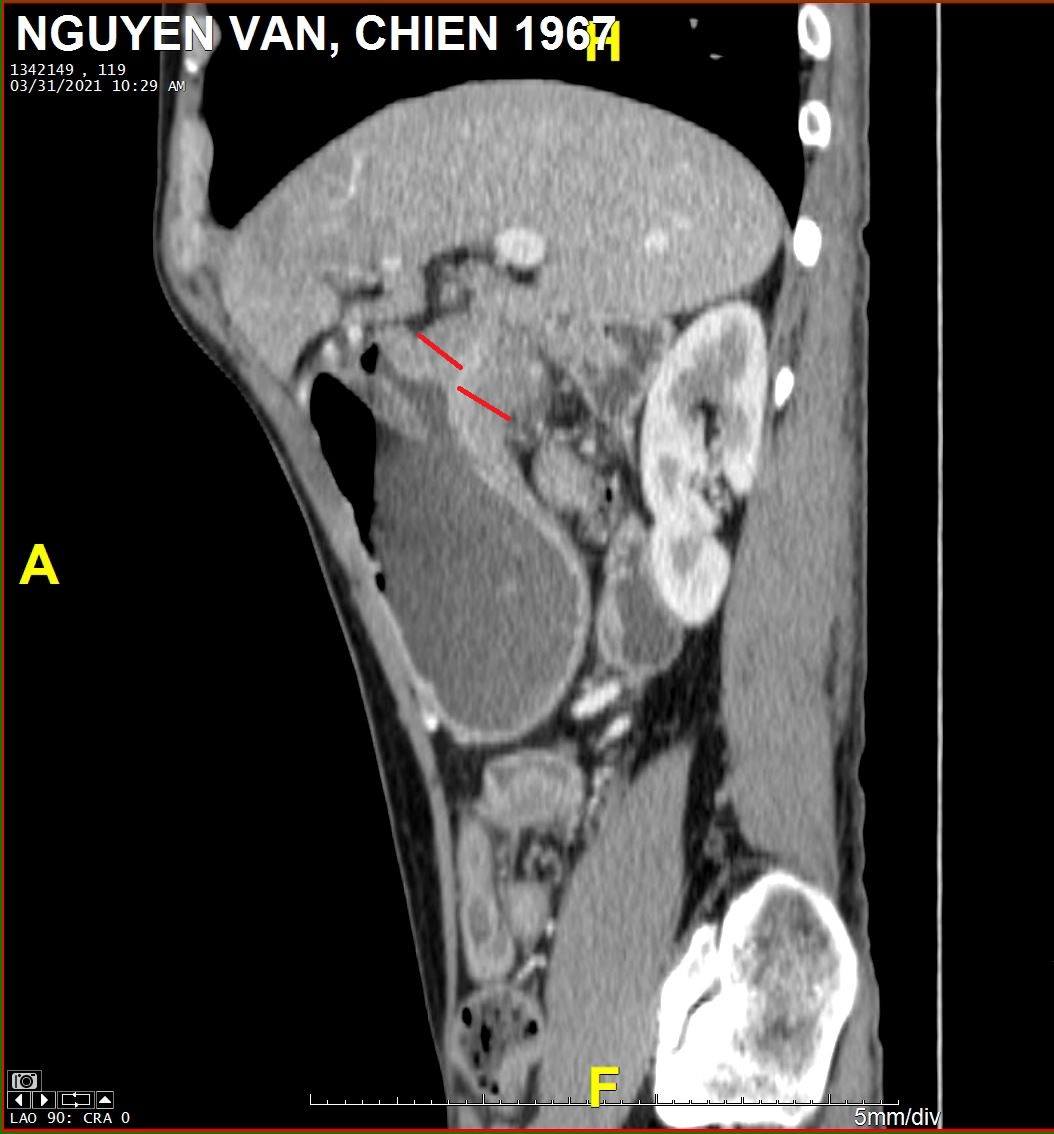 NGUYEN VAN, CHIEN 1967
H
1342149 , 119
03/31/2021 10:29 AM
A
F
LAO 90: CRA 0
5mm/div